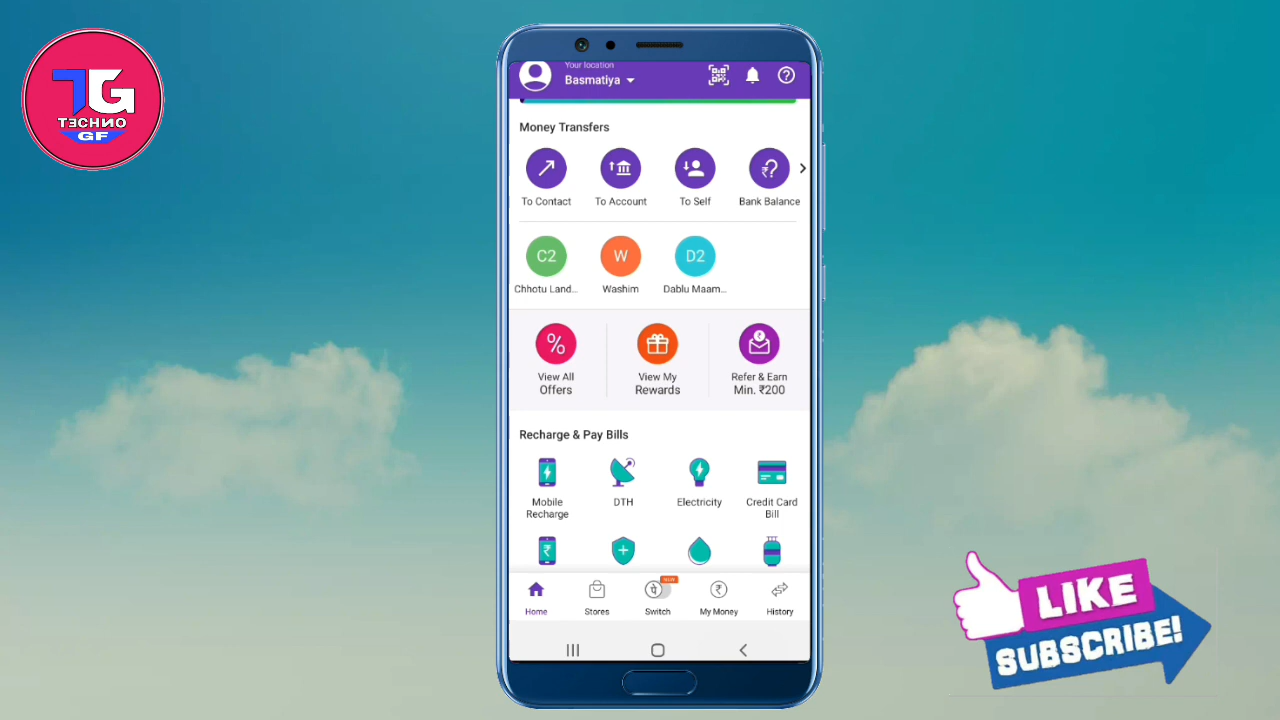 TG
TECHNO
GF
Your location
Basmatiya
Money Transfers
To Contact
To Account
To Self
Bank Balance
C2
W
D2
Chhotu Land...
Washim
Dablu Maam...
View All
Offers
View My
Rewards
Refer & Earn
Min. ₹200
Recharge & Pay Bills
Mobile
Recharge
DTH
Electricity
Credit Card
Bill
Home
Stores
Switch
My Money
History
LIKE
SUBSCRIBE!